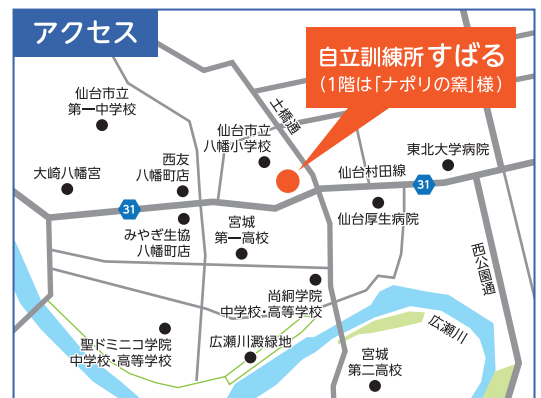 アクセス
自立訓練所すばる
(1階は「ナポリの窯」様)
仙台市立
第一中学校
土橋通
仙台市立
八幡小学校
東北大学病院
西友
八幡町店
大崎八幡宮
仙台村田線
31
31
仙台厚生病院
みやぎ生協
八幡町店
宮城
第一高校
西公園通
尚絅学院
中学校・高等学校
広瀬川
聖ドミニコ学院
中学校・高等学校
広瀬川澱緑地
宮城
第二高校